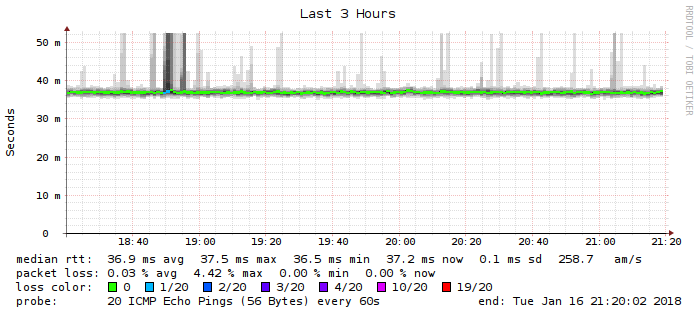 Last 3 Hours
RRDTOOL / TOBI OETIKER
Seconds
50 m
40 m
30 m
20 m
10 m
0
18:40 19:00 19:20 19:40 20:00 20:20 20:40 21:00 21:20
median rtt: 36.9 ms avg 37.5 ms max 36.5 ms min 37.2 ms now 0.1 ms sd 258.7 am/s
packet loss: 0.03 % avg 4.42 % max 0.00 % min 0.00 % now
loss color: 0 1/20 2/20 3/20 4/20 10/20 19/20
probe: 20 ICMP Echo Pings (56 Bytes) every 60s end: Tue Jan 16 21:20:02 2018